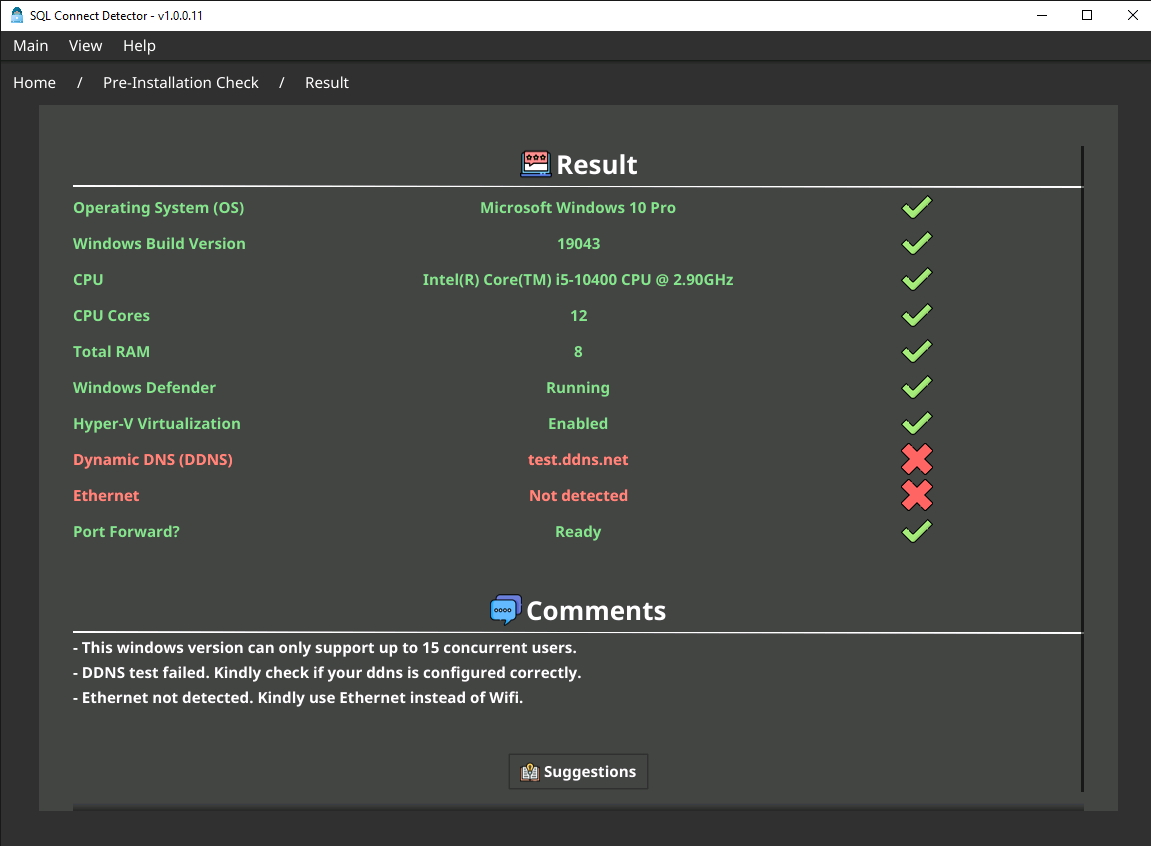 SQL Connect Detector - v1.0.0.11
Main View Help
Home / Pre-Installation Check / Result
Result
Operating System (OS) Microsoft Windows 10 Pro
Windows Build Version 19043
CPU Intel(R) Core(TM) i5-10400 CPU @ 2.90GHz
CPU Cores 12
Total RAM 8
Windows Defender Running
Hyper-V Virtualization Enabled
Dynamic DNS (DDNS) test.ddns.net
Ethernet Not detected
Port Forward? Ready
Comments
- This windows version can only support up to 15 concurrent users.
- DDNS test failed. Kindly check if your ddns is configured correctly.
- Ethernet not detected. Kindly use Ethernet instead of Wifi.
Suggestions